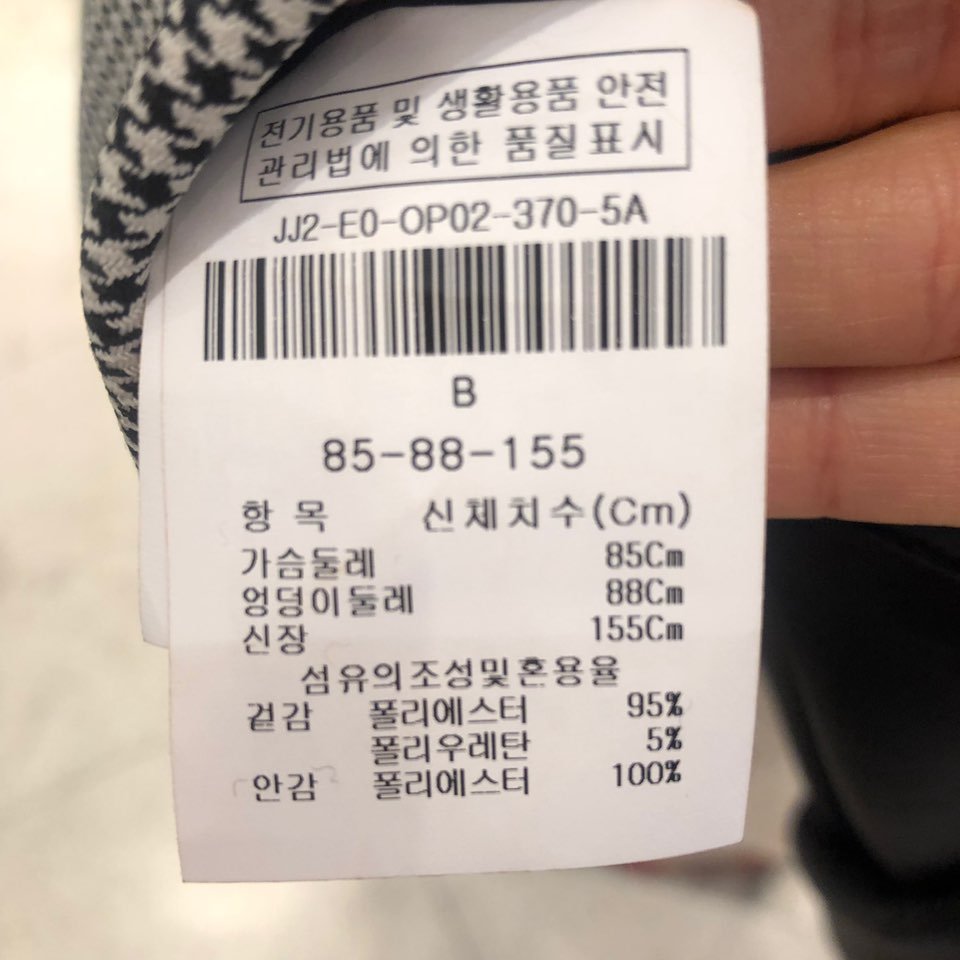 전기용품 및 생활용품 안전
관리법에 의한 품질표시
JJ2-E0-OP02-370-5A
B
85-88-155
항 목 신체치수(Cm)
가슴둘레 85Cm
엉덩이둘레 88Cm
신장 155Cm
섬유의조성및혼용율
겉감 폴리에스터 95%
폴리우레탄 5%
안감 폴리에스터 100%